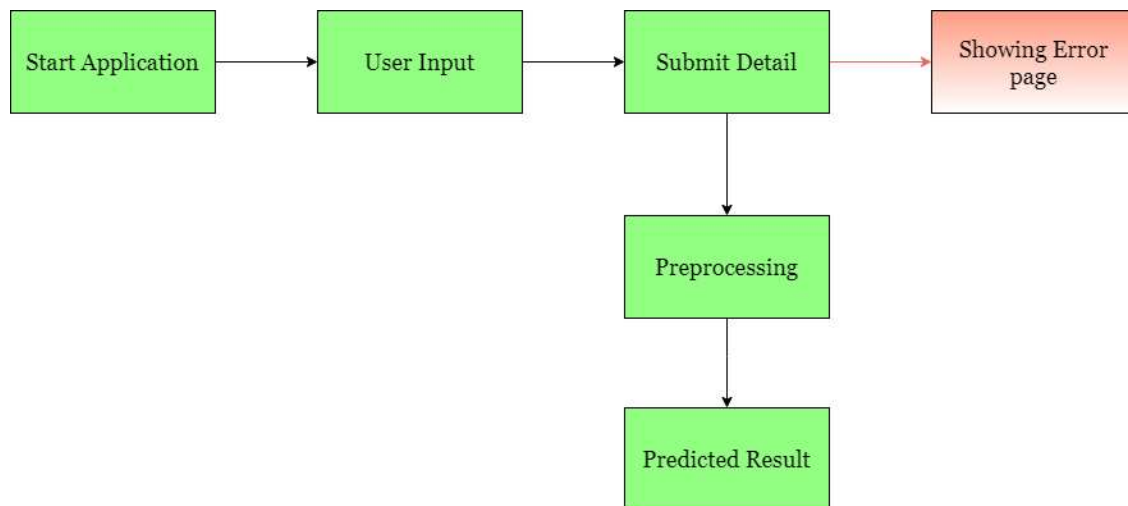 Start Application
User Input
Submit Detail
Showing Error
page
Preprocessing
Predicted Result